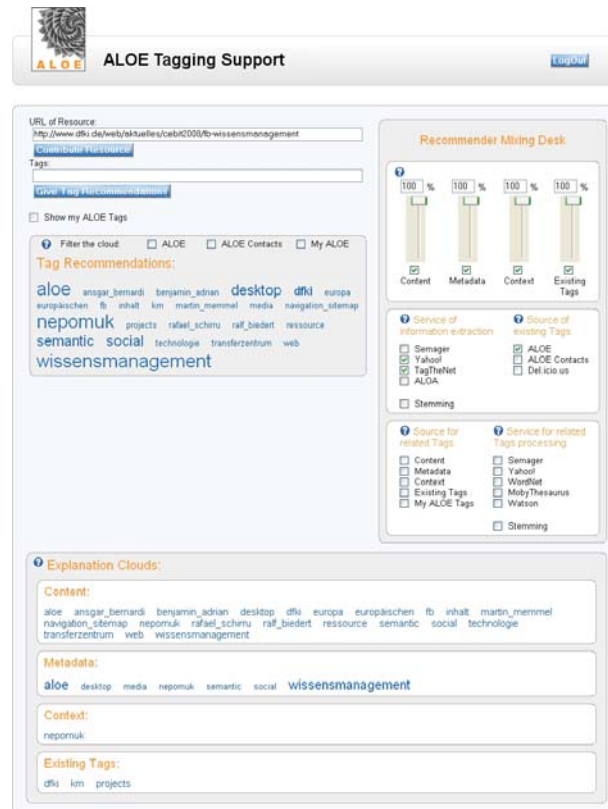 ALOE
ALOE Tagging Support
LogOut
URL of Resource:
http://www.dfki.de/web/aktuelles/cebit2008/fb-wissensmanagement
Contribute Resource
Tags:
Give Tag Recommendations
Show my ALOE Tags
Filter the cloud: ALOE ALOE Contacts My ALOE
Tag Recommendations:
aloe ansgar_bernardi benjamin_adrian desktop dfki europa
europäischen fb inhalt km martin_memmel media navigation_sitemap
nepomuk projects rafael_schirru ralf_biedert ressource
semantic social technologie transferzentrum web
wissensmanagement
Recommender Mixing Desk
100 % 100 % 100 % 100 %
Content Metadata Context Existing
Tags
Service of
information extraction
Semager
Yahoo!
TagTheNet
ALOA
Stemming
Source of
existing Tags
ALOE
ALOE Contacts
Del.icio.us
Source for
related Tags
Content
Metadata
Context
Existing Tags
My ALOE Tags
Service for related
Tags processing
Semager
Yahoo!
WordNet
MobyThesaurus
Watson
Stemming
Explanation Clouds:
Content:
aloe ansgar_bernardi benjamin_adrian desktop dfki europa europäischen fb inhalt martin_memmel
navigation_sitemap nepomuk rafael_schirru ralf_biedert ressource semantic social technologie
transferzentrum web wissensmanagement
Metadata:
aloe desktop media nepomuk semantic social wissensmanagement
Context:
nepomuk
Existing Tags:
dfki km projects